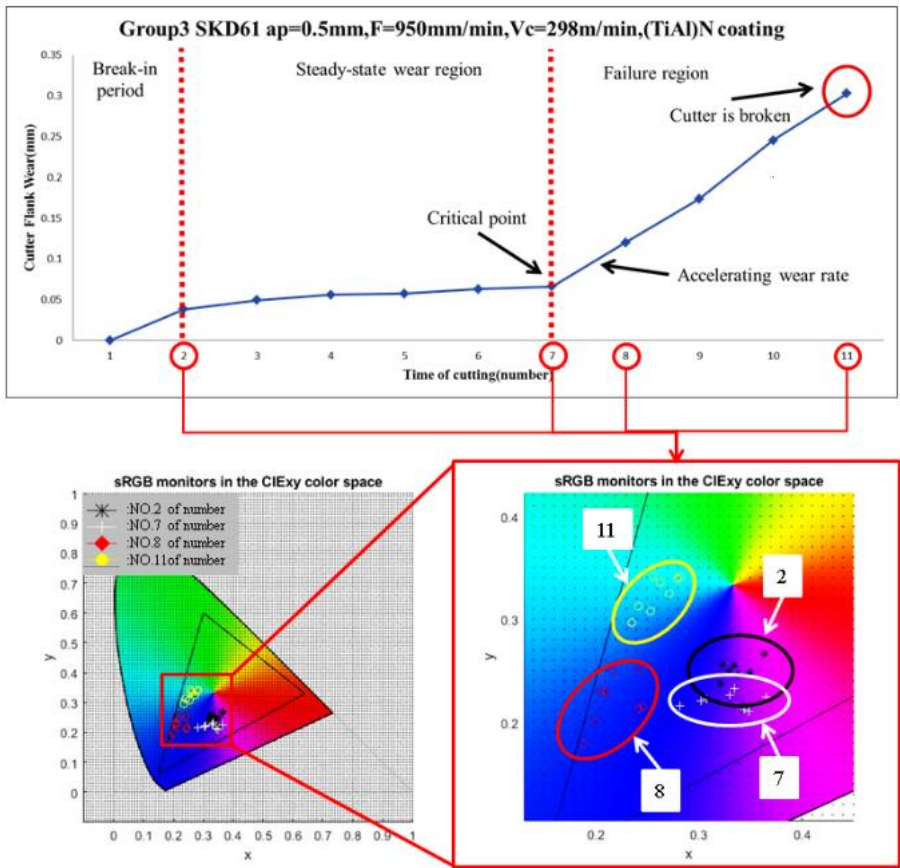 Group3 SKD61 ap=0.5mm,F=950mm/min,Vc=298m/min,(TiAl)N coating
Break-in
period
Steady-state wear region
Failure region
Cutter is broken
Critical point
Accelerating wear rate
Cutter Flank Wear(mm)
0.3
0.25
0.2
0.15
0.1
0.05
0
1 2 3 4 5 6 7 8 9 10 11
Time of cutting(number)
sRGB monitors in the CIExy color space
:NO.2 of number
:NO.7 of number
:NO.8 of number
:NO.11of number
y
1
0.9
0.8
0.7
0.6
0.5
0.4
0.3
0.2
0.1
0
0 0.1 0.2 0.3 0.4 0.5 0.6 0.7 0.8 0.9 1
x
sRGB monitors in the CIExy color space
y
0.4
0.3
0.2
11
2
8
7
0.2 0.3 0.4
x